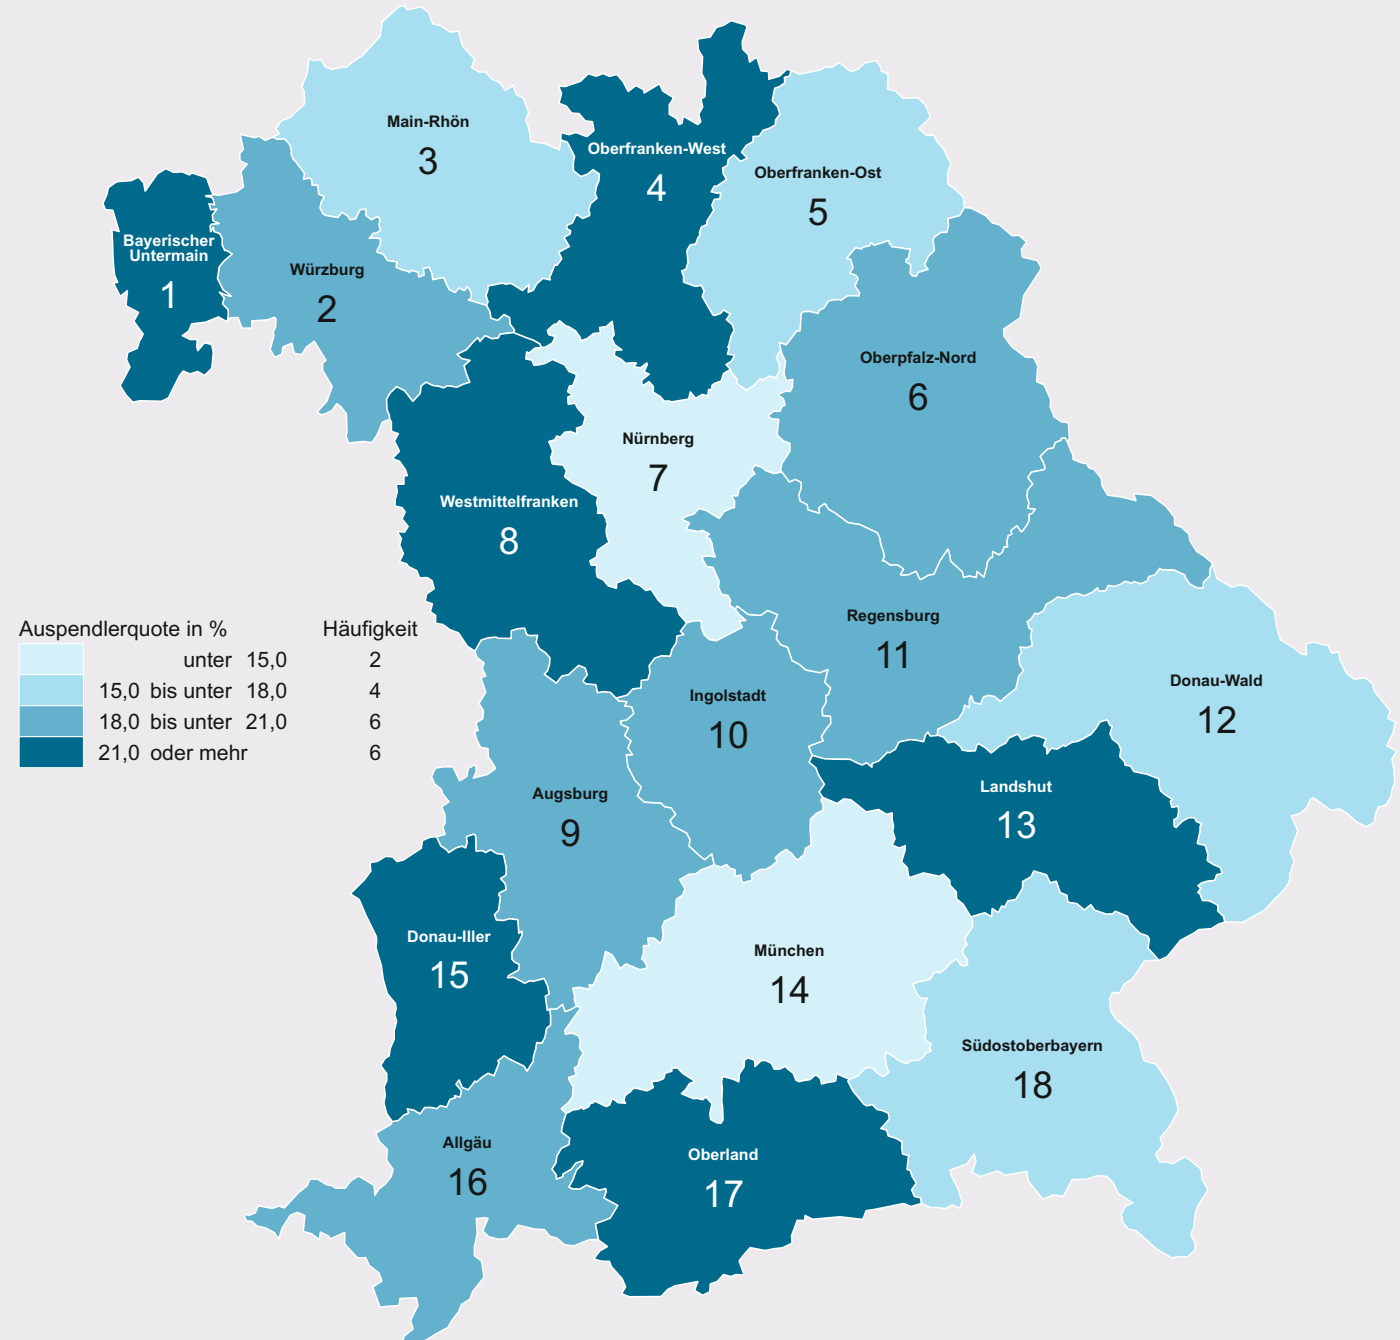 Main-Rhön
3
Oberfranken-West
4
Oberfranken-Ost
5
Bayerischer
Untermain
1
Würzburg
2
Oberpfalz-Nord
6
Nürnberg
7
Westmittelfranken
8
Regensburg
11
Auspendlerquote in % Häufigkeit
unter 15,0 2
15,0 bis unter 18,0 4
18,0 bis unter 21,0 6
21,0 oder mehr 6
Ingolstadt
10
Donau-Wald
12
Augsburg
9
Landshut
13
Donau-Iller
15
München
14
Südostoberbayern
18
Allgäu
16
Oberland
17